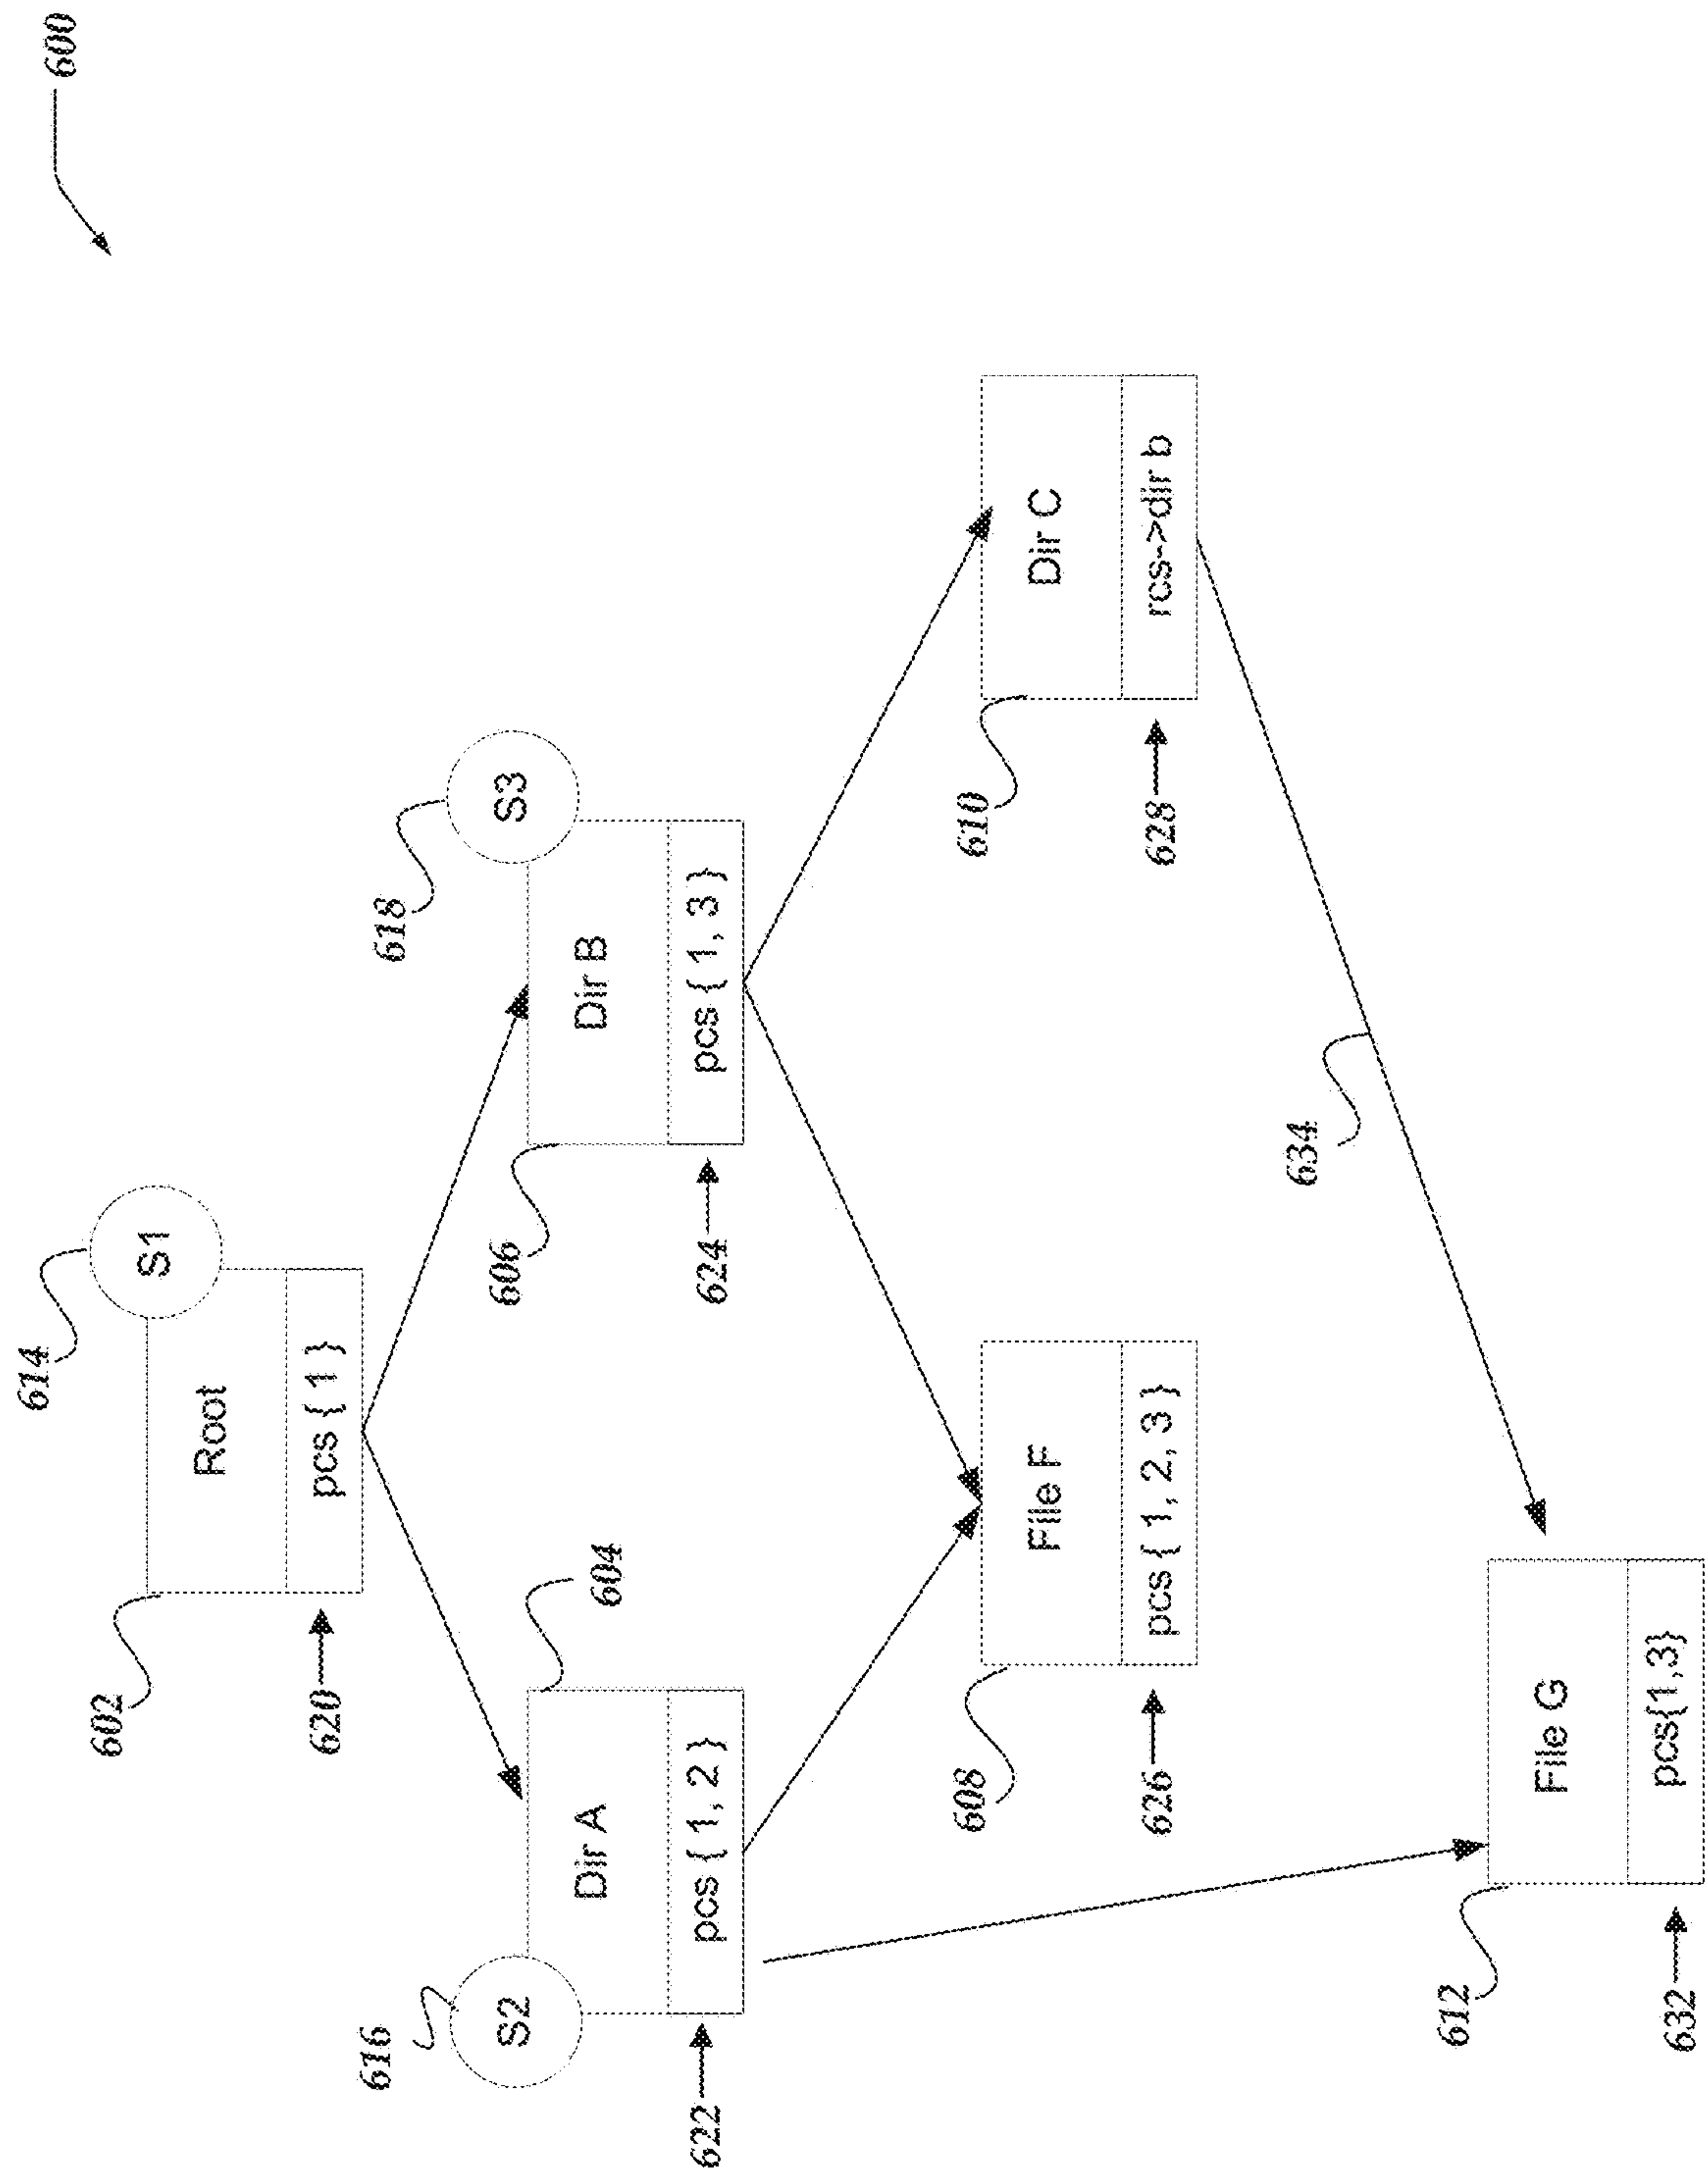 600
614
S1
602
Root
620
pcs { 1 }
616
618
S2
604
606
S3
Dir A
Dir B
622
pcs { 1, 2 }
624
pcs { 1, 3 }
608
610
File F
Dir C
626
pcs { 1, 2, 3 }
628
rcs->dir b
634
612
File G
632
pcs{1,3}